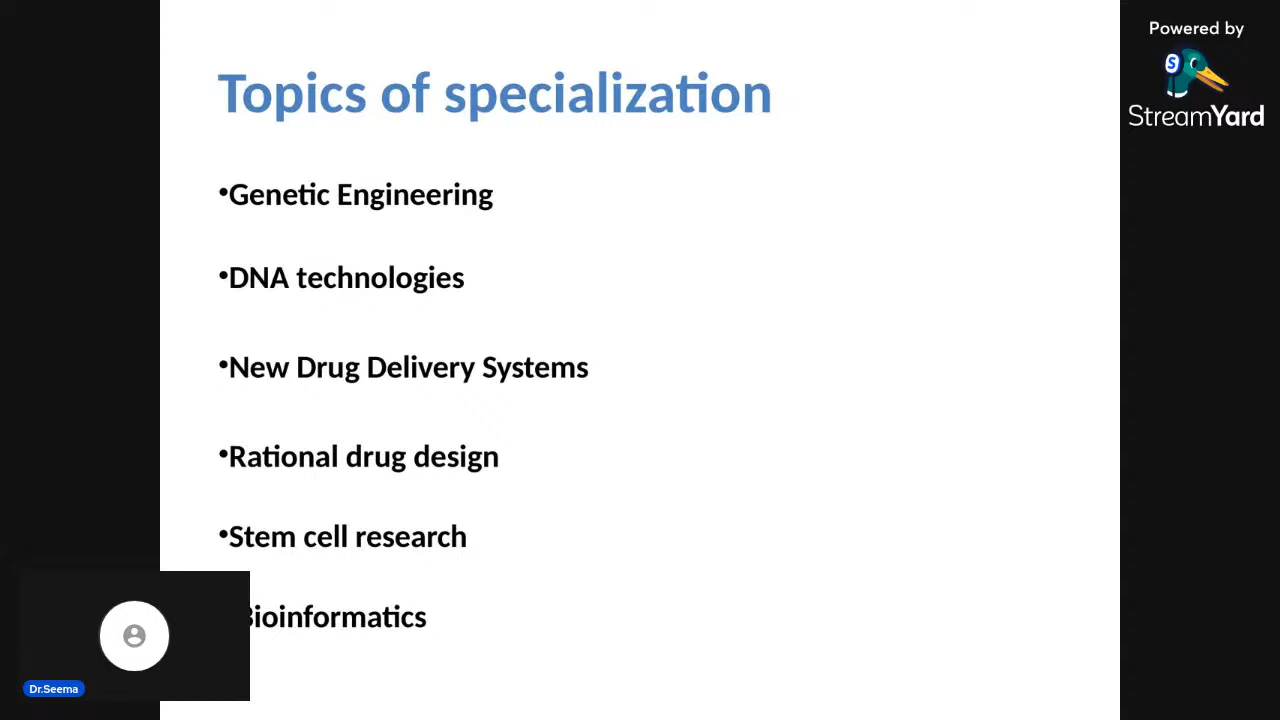 Powered by
StreamYard
Topics of specialization
•Genetic Engineering
•DNA technologies
•New Drug Delivery Systems
•Rational drug design
•Stem cell research
Bioinformatics
Dr.Seema